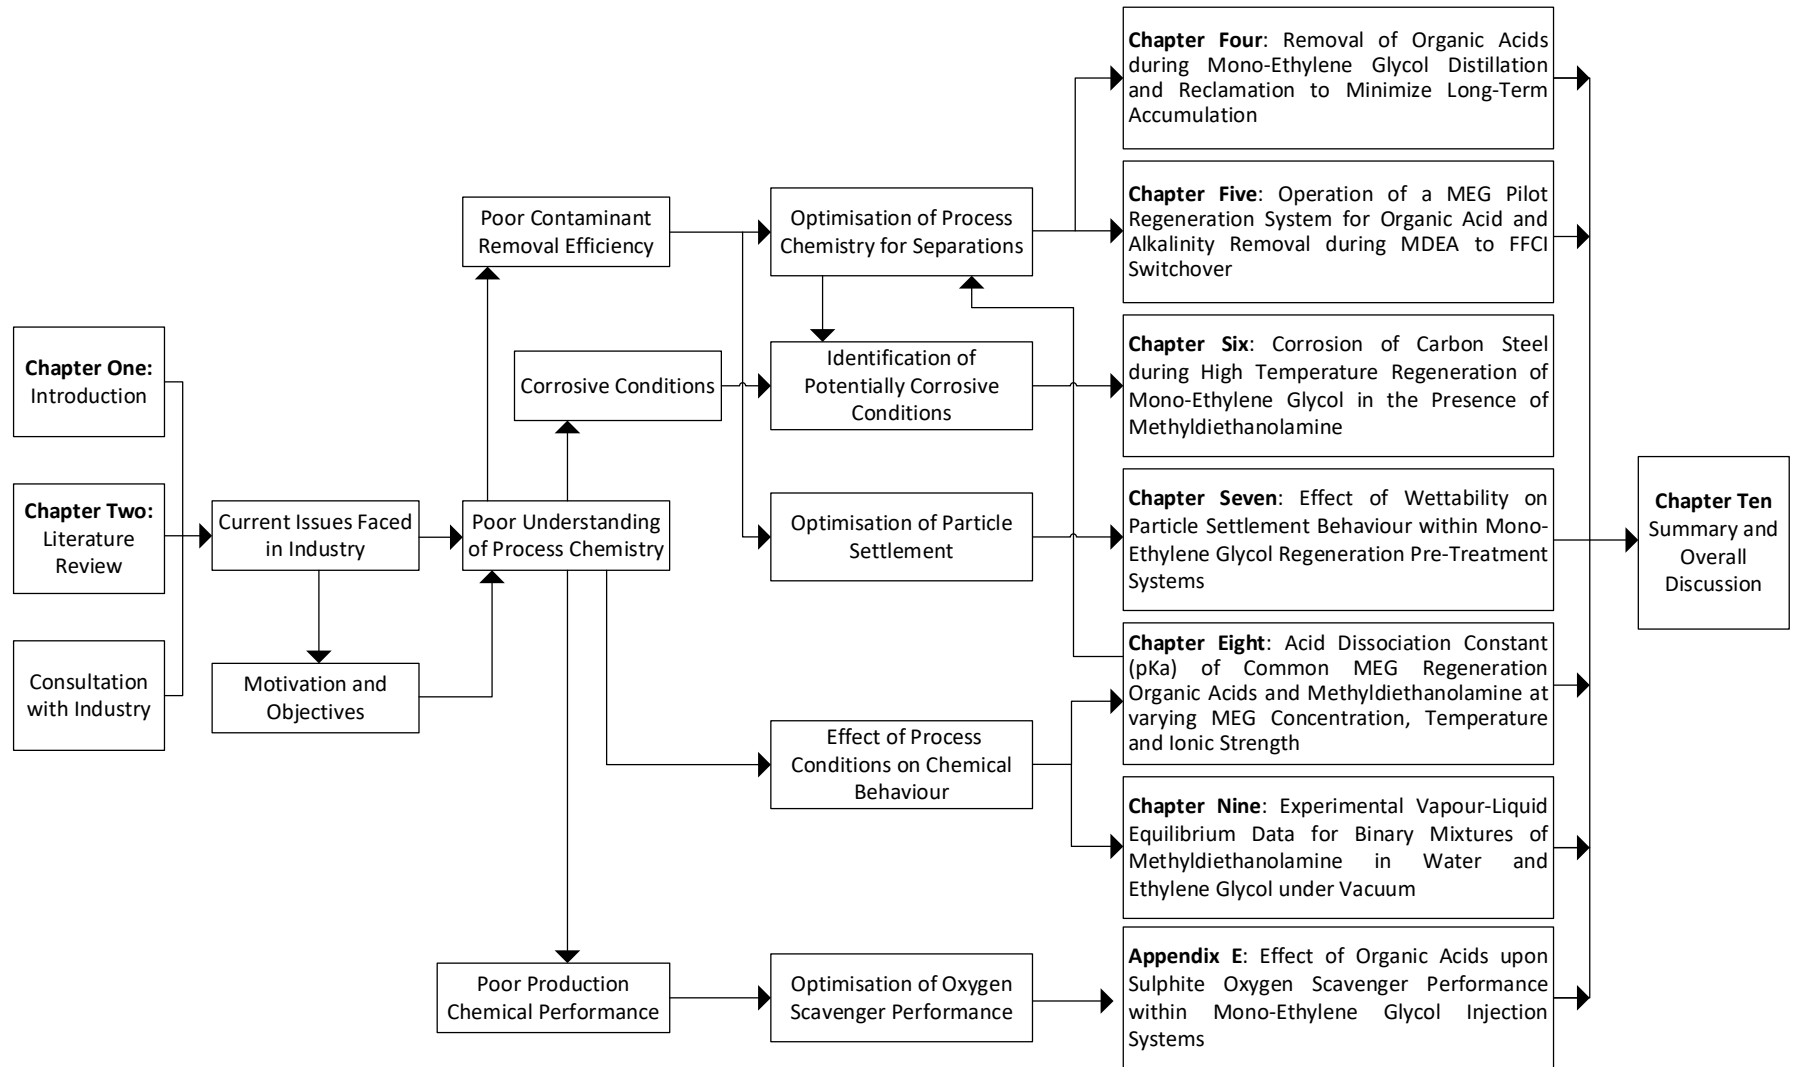 Chapter One:
Introduction
Chapter Two:
Literature
Review
Consultation
with Industry
Current Issues Faced
in Industry
Motivation and
Objectives
Poor Contaminant
Removal Efficiency
Corrosive Conditions
Poor Understanding
of Process Chemistry
Poor Production
Chemical Performance
Optimisation of Process
Chemistry for Separations
Identification of
Potentially Corrosive
Conditions
Optimisation of Particle
Settlement
Effect of Process
Conditions on Chemical
Behaviour
Optimisation of Oxygen
Scavenger Performance
Chapter Four: Removal of Organic Acids
during Mono-Ethylene Glycol Distillation
and Reclamation to Minimize Long-Term
Accumulation
Chapter Five: Operation of a MEG Pilot
Regeneration System for Organic Acid and
Alkalinity Removal during MDEA to FFCI
Switchover
Chapter Six: Corrosion of Carbon Steel
during High Temperature Regeneration of
Mono-Ethylene Glycol in the Presence of
Methyldiethanolamine
Chapter Seven: Effect of Wettability on
Particle Settlement Behaviour within Mono-
Ethylene Glycol Regeneration Pre-Treatment
Systems
Chapter Eight: Acid Dissociation Constant
(pKa) of Common MEG Regeneration
Organic Acids and Methyldiethanolamine at
varying MEG Concentration, Temperature
and Ionic Strength
Chapter Nine: Experimental Vapour-Liquid
Equilibrium Data for Binary Mixtures of
Methyldiethanolamine in Water and
Ethylene Glycol under Vacuum
Appendix E: Effect of Organic Acids upon
Sulphite Oxygen Scavenger Performance
within Mono-Ethylene Glycol Injection
Systems
Chapter Ten
Summary and
Overall
Discussion